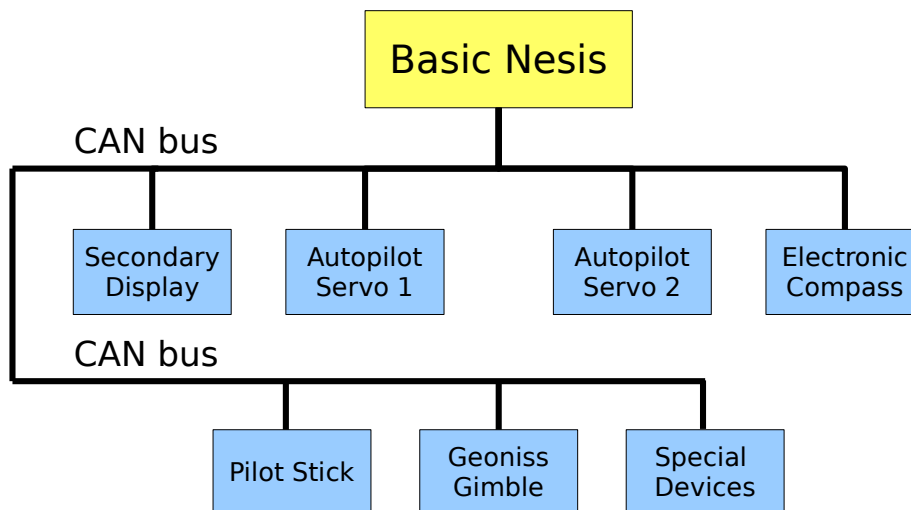 Basic Nesis
CAN bus
Secondary
Display
Autopilot
Servo 1
Autopilot
Servo 2
Electronic
Compass
CAN bus
Pilot Stick
Geoniss
Gimble
Special
Devices